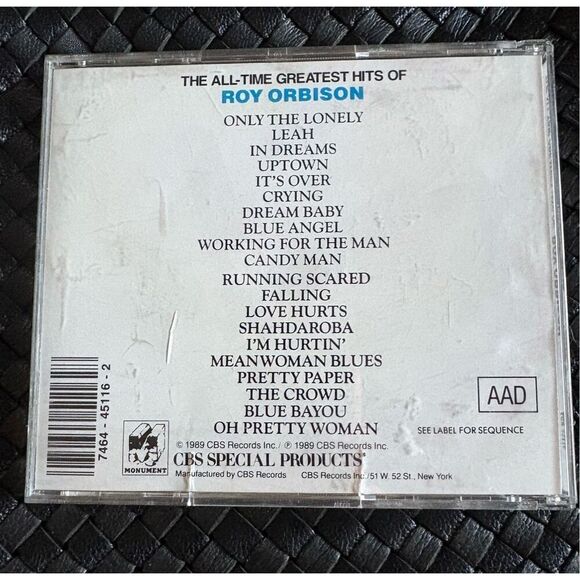 THE ALL-TIME GREATEST HITS OF
ROY ORBISON
ONLY THE LONELY
LEAH
IN DREAMS
UPTOWN
IT'S OVER
CRYING
DREAM BABY
BLUE ANGEL
WORKING FOR THE MAN
CANDY MAN
RUNNING SCARED
FALLING
LOVE HURTS
SHAHDAROBA
I'M HURTIN'
MEANWOMAN BLUES
PRETTY PAPER
THE CROWD
BLUE BAYOU
OH PRETTY WOMAN
AAD
SEE LABEL FOR SEQUENCE
7464-45116-2
MONUMENT
© 1989 CBS Records Inc./ ℗ 1989 CBS Records Inc.
CBS SPECIAL PRODUCTS
Manufactured by CBS Records CBS Records Inc./51 W. 52 St., New York